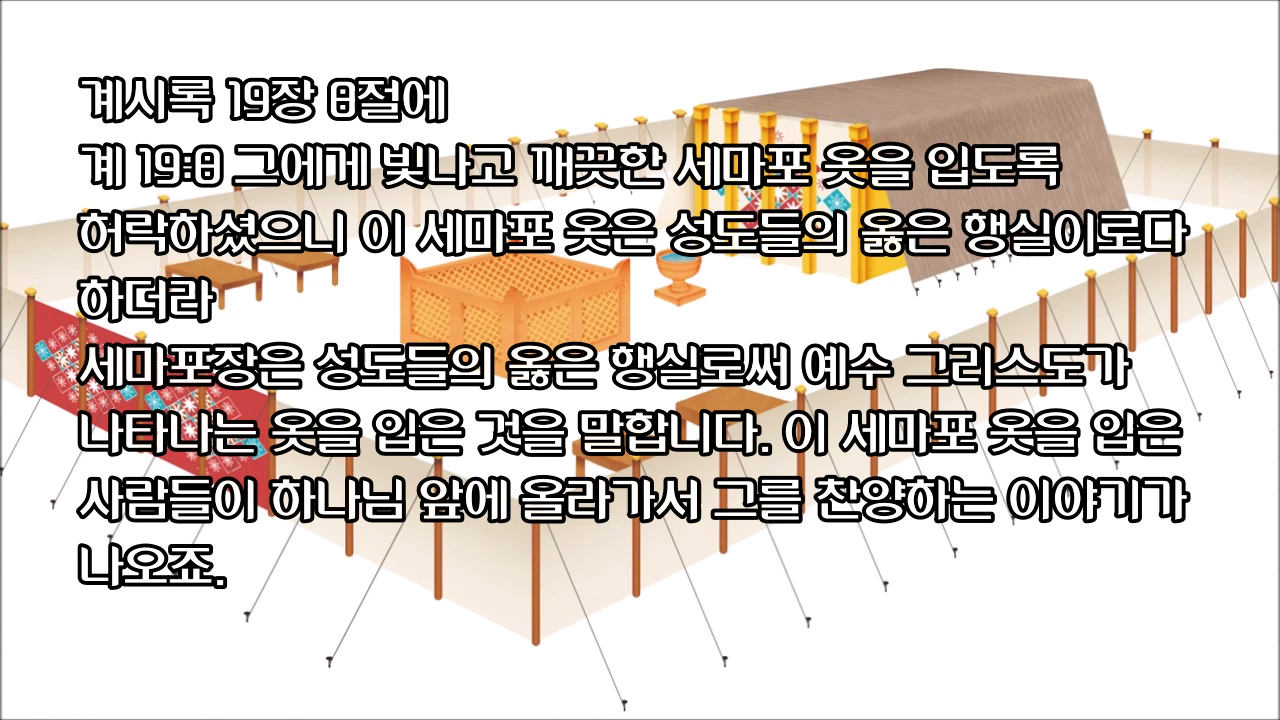 계시록 19장 8절에
계 19:8 그에게 빛나고 깨끗한 세마포 옷을 입도록
허락하셨으니 이 세마포 옷은 성도들의 옳은 행실이로다
하더라
세마포장은 성도들의 옳은 행실로써 예수 그리스도가
나타나는 옷을 입은 것을 말합니다. 이 세마포 옷을 입은
사람들이 하나님 앞에 올라가서 그를 찬양하는 이야기가
나오죠.